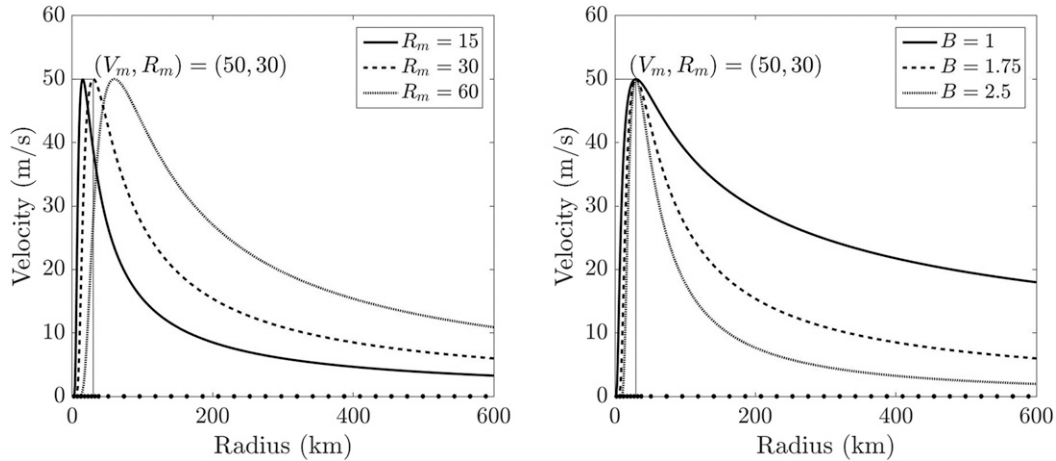 60
50
40
30
20
10
0
0
200
400
600
Velocity (m/s)
Radius (km)
(V_m, R_m) = (50, 30)
R_m = 15
R_m = 30
R_m = 60
60
50
40
30
20
10
0
0
200
400
600
Velocity (m/s)
Radius (km)
(V_m, R_m) = (50, 30)
B = 1
B = 1.75
B = 2.5